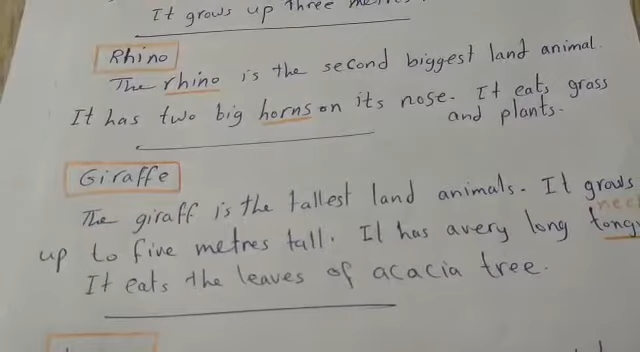 It grows up three
Rhino
The rhino is the second biggest land animal.
It has two big horns on its nose. It eats grass
and plants.
Giraffe
The giraff is the tallest land animals. It grows
neck
up to five metres tall. It has avery long
It eats the leaves of acacia tree.